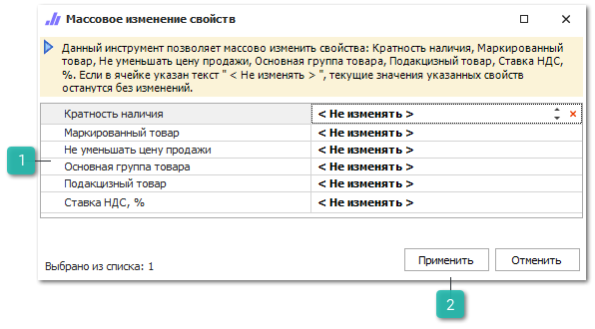 Массовое изменение свойств
Данный инструмент позволяет массово изменить свойства: Кратность наличия, Маркированный
товар, Не уменьшать цену продажи, Основная группа товара, Подакцизный товар, Ставка НДС,
%. Если в ячейке указан текст " < Не изменять > ", текущие значения указанных свойств
останутся без изменений.
Кратность наличия < Не изменять >
Маркированный товар < Не изменять >
Не уменьшать цену продажи < Не изменять >
1 Основная группа товара < Не изменять >
Подакцизный товар < Не изменять >
Ставка НДС, % < Не изменять >
Выбрано из списка: 1 Применить Отменить
2